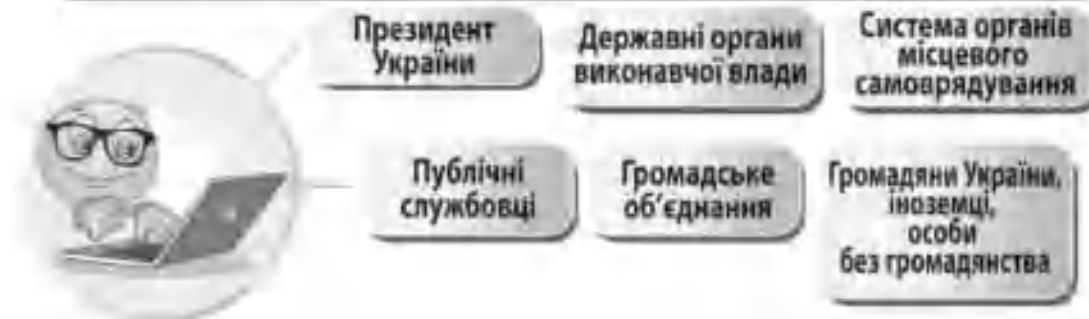 Президент
України
Державні органи
виконавчої влади
Система органів
місцевого
самоврядування
Публічні
службовці
Громадське
об’єднання
Громадяни України,
іноземці,
особи
без громадянства